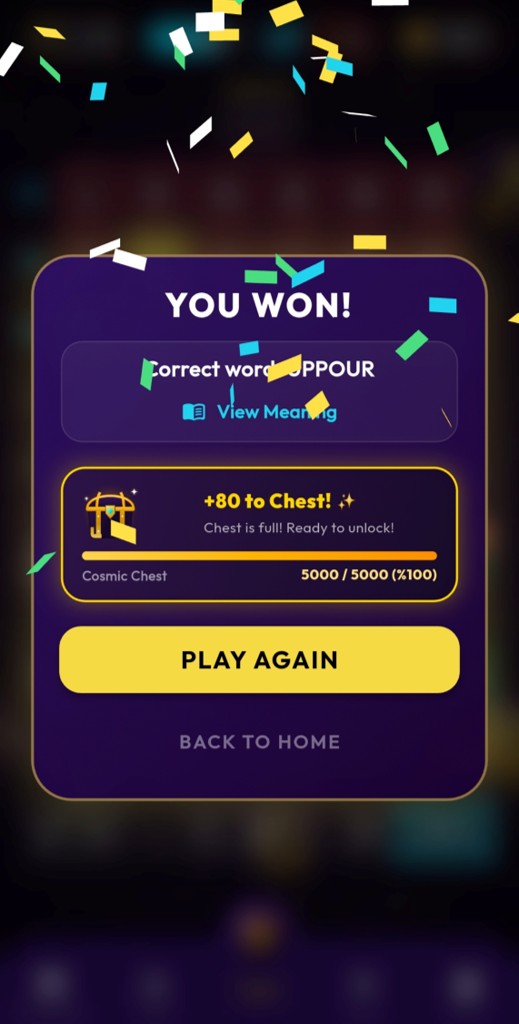 YOU WON!
Correct word: UPPOUR
View Meaning
+80 to Chest!
Chest is full! Ready to unlock!
Cosmic Chest
5000 / 5000 (%100)
PLAY AGAIN
BACK TO HOME